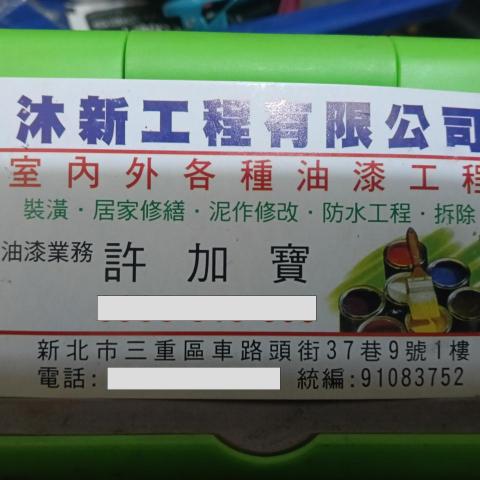 沐新工程有限公司
室內外各種油漆工程
裝潢·居家修繕·泥作修改·防水工程·拆除
油漆業務 許加寶
新北市三重區車路頭街37巷9號1樓
電話: 統編:91083752